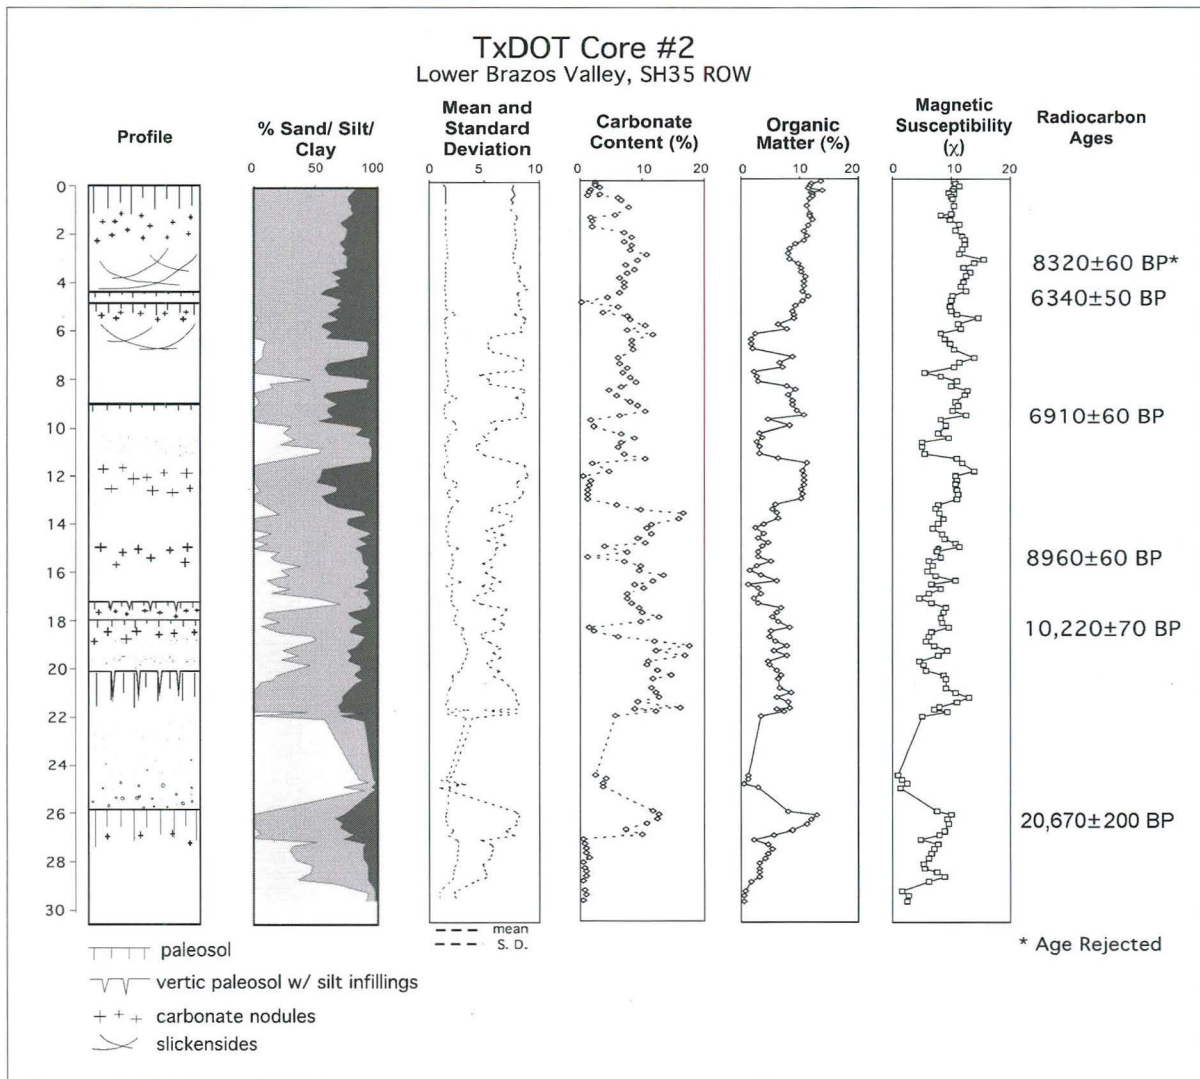 TxDOT Core #2
Lower Brazos Valley, SH35 ROW
Profile
% Sand/ Silt/
Clay
Mean and
Standard
Deviation
Carbonate
Content (%)
Organic
Matter (%)
Magnetic
Susceptibility
(χ)
Radiocarbon
Ages
0 50 100
0 5 10
0 10 20
0 10 20
0 10 20
0
2
4
6
8
10
12
14
16
18
20
22
24
26
28
30
8320±60 BP*
6340±50 BP
6910±60 BP
8960±60 BP
10,220±70 BP
20,670±200 BP
mean
S. D.
* Age Rejected
paleosol
vertic paleosol w/ silt infillings
carbonate nodules
slickensides